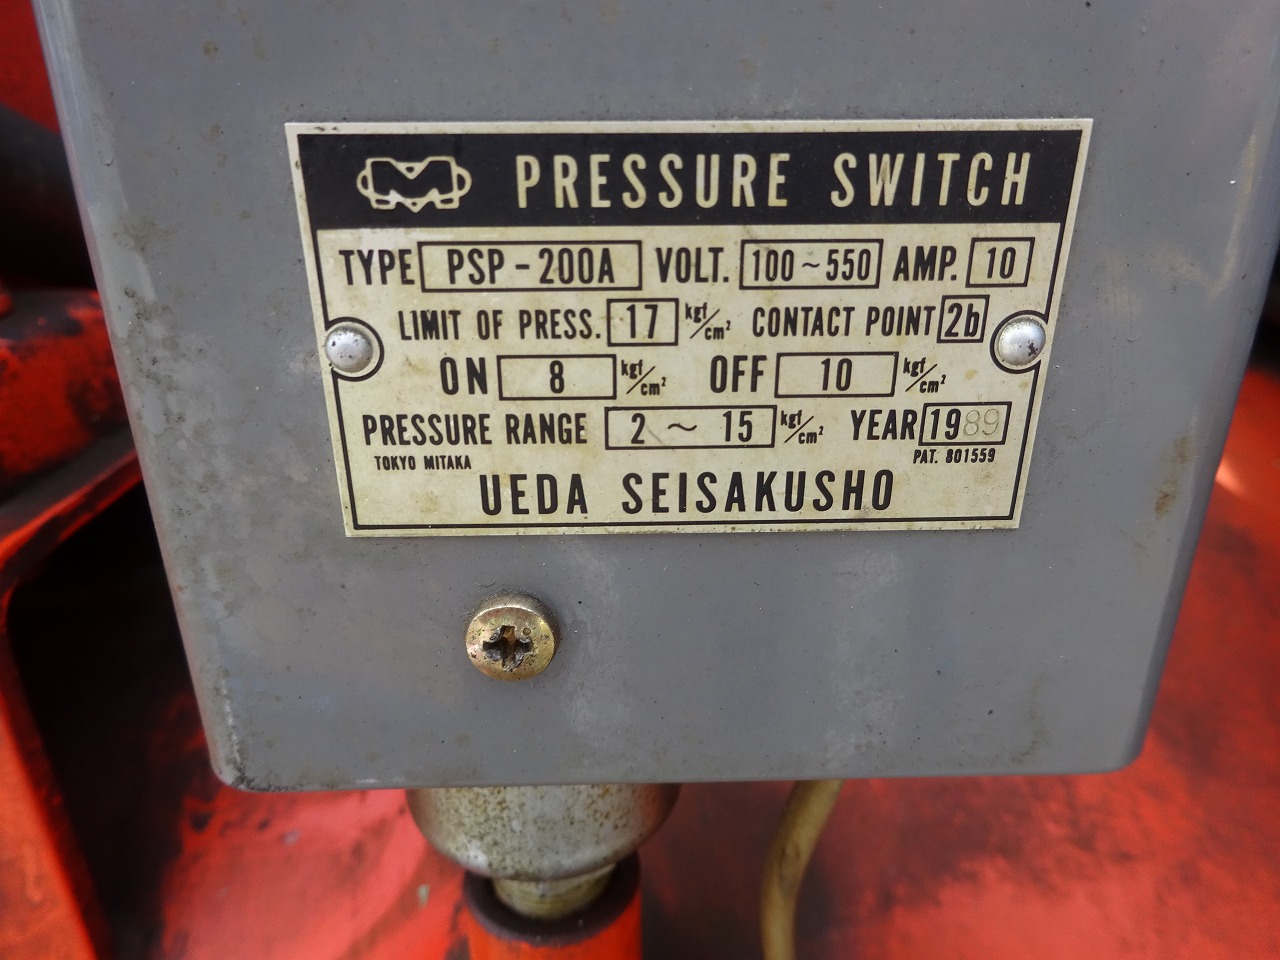 PRESSURE SWITCH
TYPE PSP-200A VOLT. 100~550 AMP. 10
LIMIT OF PRESS. 17 kgf/cm² CONTACT POINT 2b
ON 8 kgf/cm² OFF 10 kgf/cm²
PRESSURE RANGE 2 ~ 15 kgf/cm² YEAR 1989
TOKYO MITAKA PAT. 801559
UEDA SEISAKUSHO